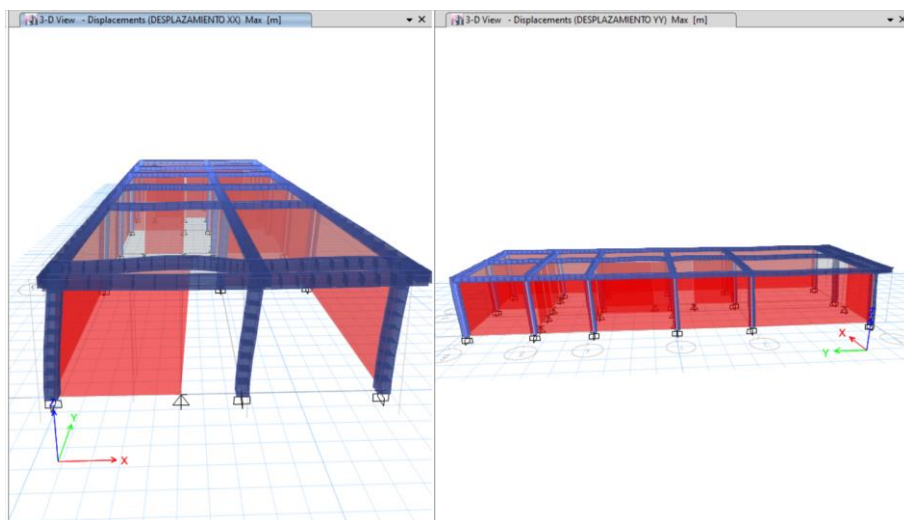 3-D View - Displacements (DESPLAZAMIENTO XX) Max [m]
3-D View - Displacements (DESPLAZAMIENTO YY) Max [m]
Y
X
X
Y